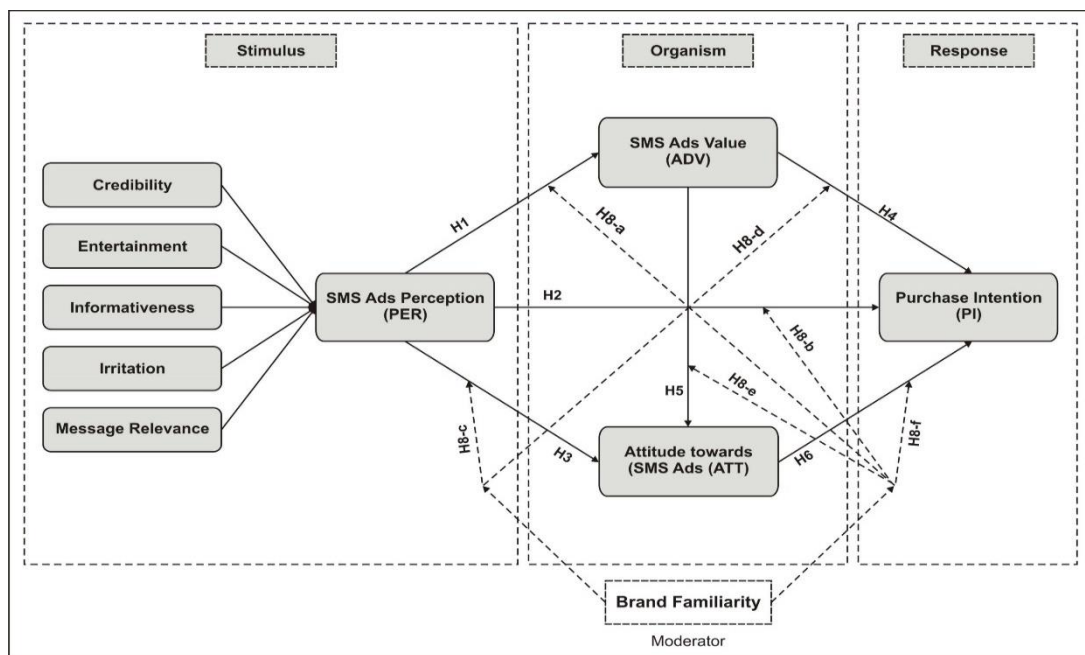 Stimulus
Organism
Response
SMS Ads Value
(ADV)
Credibility
Entertainment
Informativeness
Irritation
Message Relevance
SMS Ads Perception
(PER)
Purchase Intention
(PI)
H1
H8-a
H8-d
H4
H2
H8-b
H8-e
H5
H8-c
H3
H8-f
H6
Attitude towards
(SMS Ads (ATT)
Brand Familiarity
Moderator